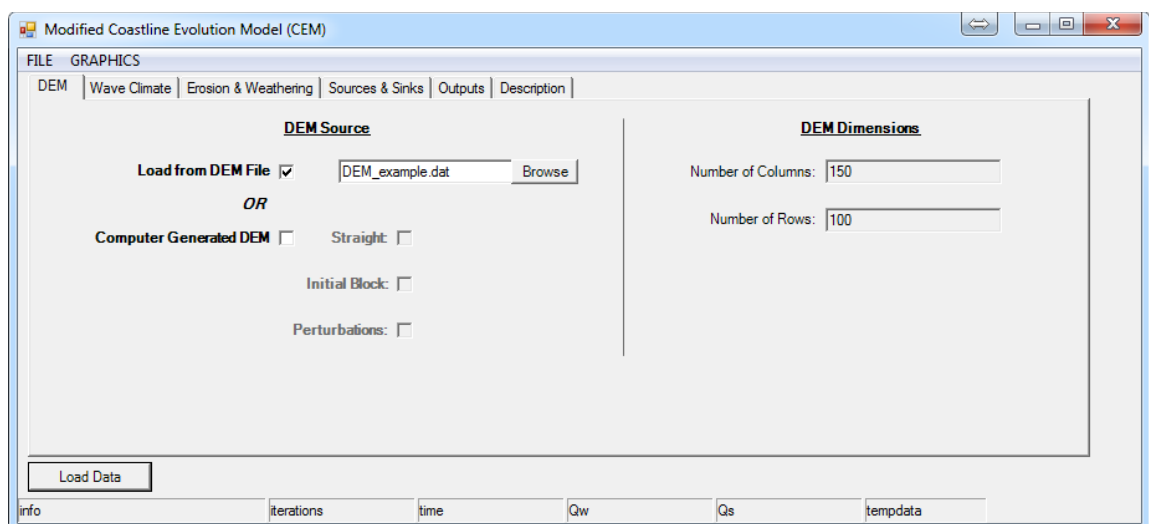 Modified Coastline Evolution Model (CEM)
FILE GRAPHICS
DEM Wave Climate Erosion & Weathering Sources & Sinks Outputs Description
DEM Source
DEM Dimensions
Load from DEM File DEM_example.dat Browse
Number of Columns: 150
OR
Number of Rows: 100
Computer Generated DEM Straight:
Initial Block:
Perturbations:
Load Data
info iterations time Qw Qs tempdata